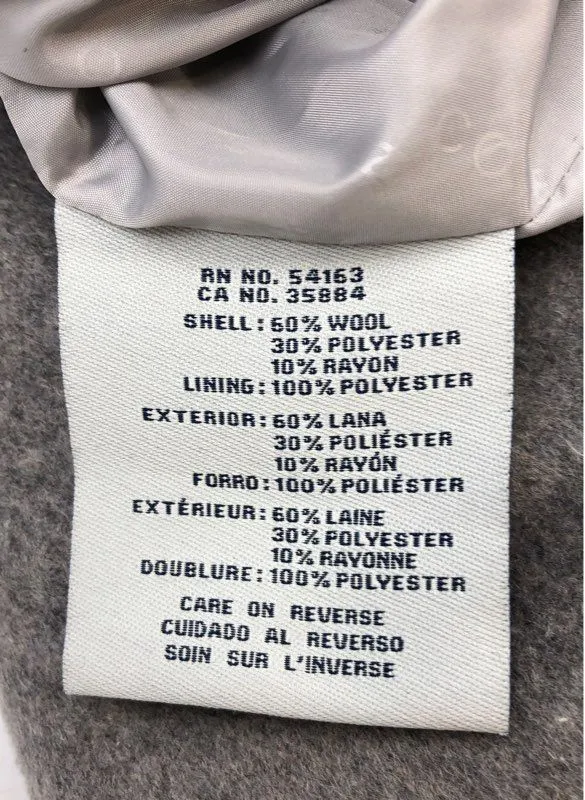 RN NO. 54163
CA NO. 35884
SHELL: 60% WOOL
30% POLYESTER
10% RAYON
LINING: 100% POLYESTER
EXTERIOR: 60% LANA
30% POLIÉSTER
10% RAYÓN
FORRO: 100% POLIÉSTER
EXTÉRIEUR: 60% LAINE
30% POLYESTER
10% RAYONNE
DOUBLURE: 100% POLYESTER
CARE ON REVERSE
CUIDADO AL REVERSO
SOIN SUR L'INVERSE